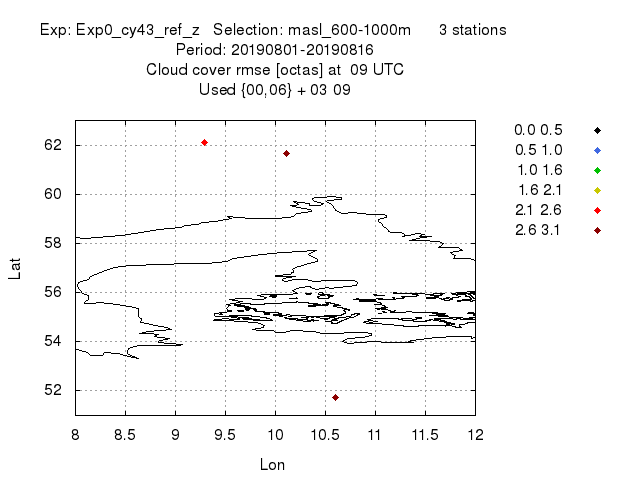 Exp: Exp0_cy43_ref_z   Selection: masl_600-1000m      3 stations
Period: 20190801-20190816
Cloud cover rmse [octas] at  09 UTC
Used {00,06} + 03 09
0.0 0.5
0.5 1.0
1.0 1.6
1.6 2.1
2.1 2.6
2.6 3.1
Lat
62
60
58
56
54
52
8 8.5 9 9.5 10 10.5 11 11.5 12
Lon